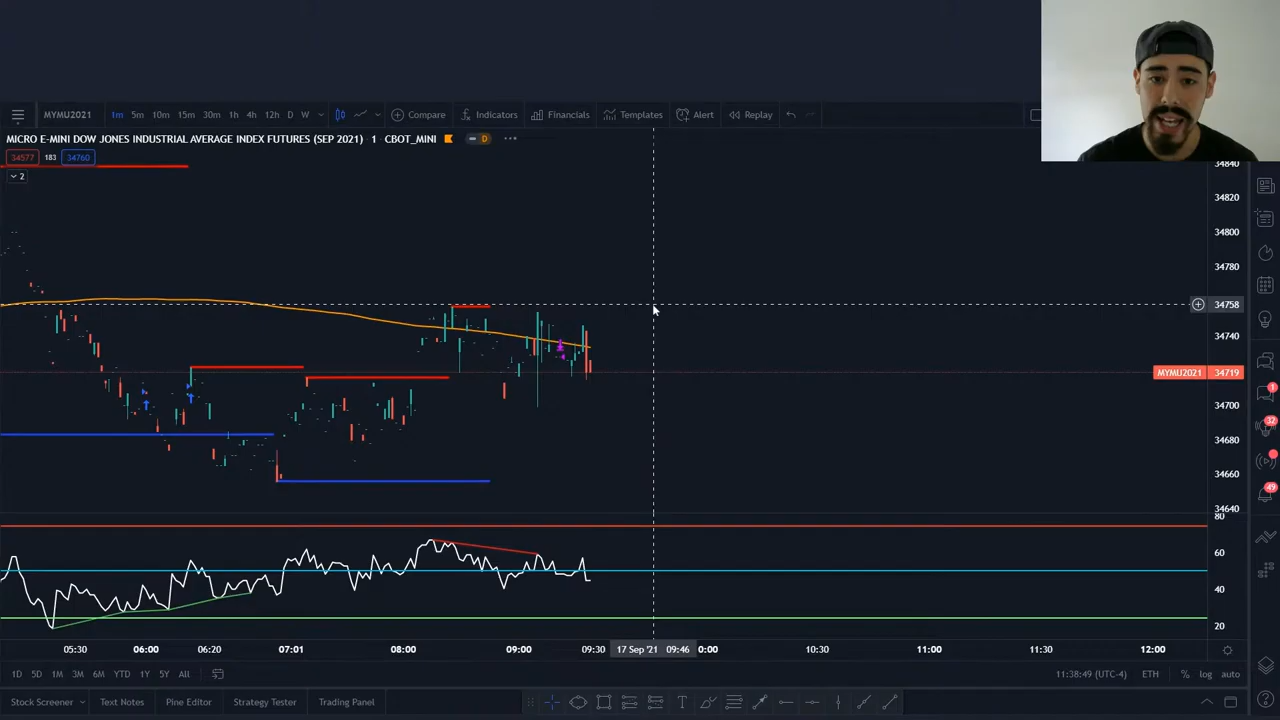 MYMU2021 1m 5m 10m 15m 30m 1h 4h 12h D W Compare Indicators Financials Templates Alert Replay
MICRO E-MINI DOW JONES INDUSTRIAL AVERAGE INDEX FUTURES (SEP 2021) · 1 · CBOT_MINI D
34577 183 34760
2
34840
34820
34800
34780
34758
34740
MYMU2021 34719
34700
34680
34660
34640
80
60
40
20
05:30 06:00 06:20 07:01 08:00 09:00 09:30 17 Sep '21 09:46 0:00 10:30 11:00 11:30 12:00
1D 5D 1M 3M 6M YTD 1Y 5Y All 11:38:49 (UTC-4) ETH % log auto
Stock Screener Text Notes Pine Editor Strategy Tester Trading Panel
1
32
49